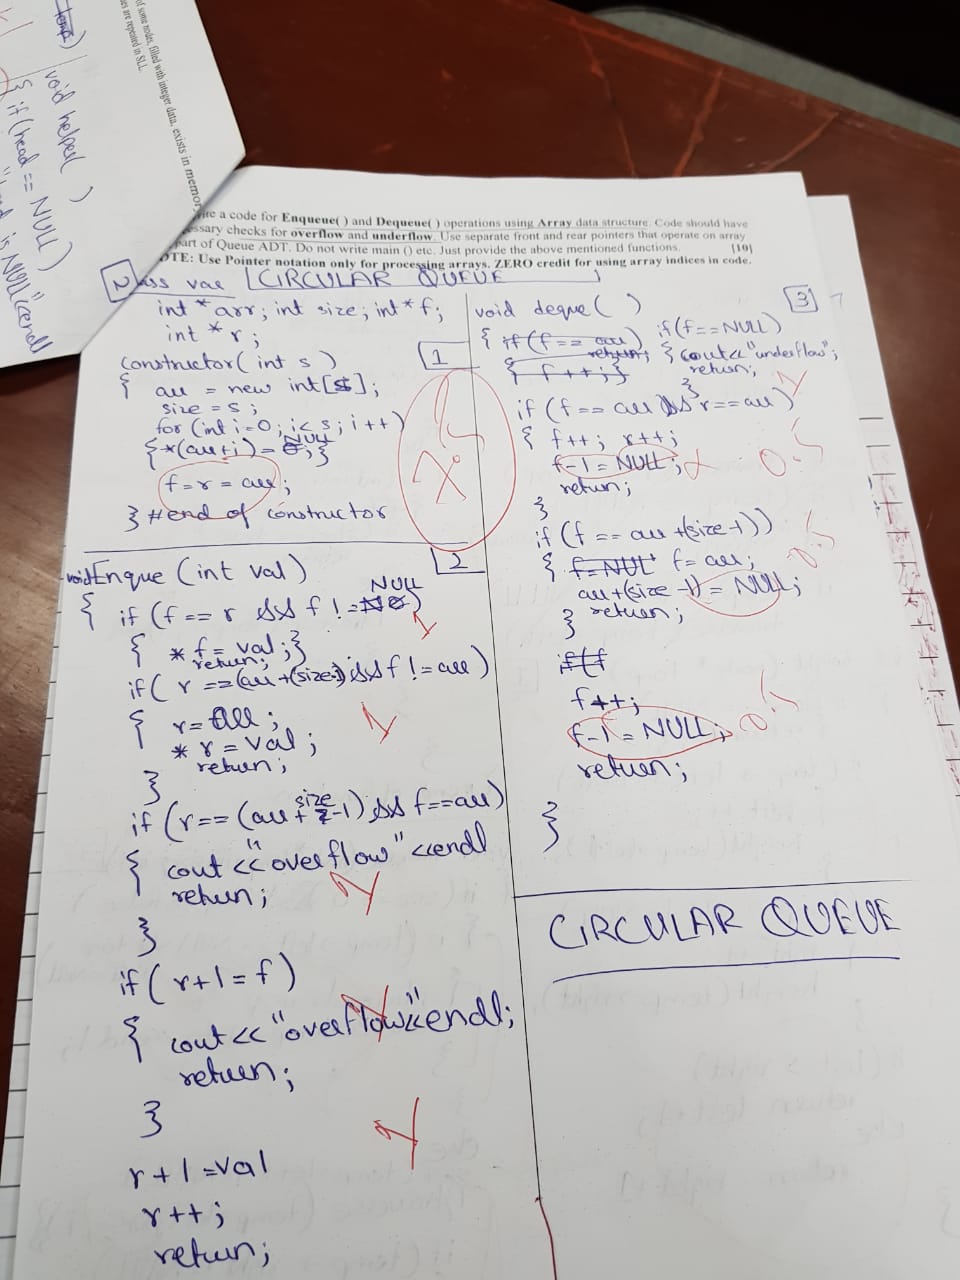 temp)
void helper( )
{ if (head == NULL)
is NULL"<<endl
of some nodes, filled with integer data, exists in memor
es are repeated in SLL.
a code for Enqueue( ) and Dequeue( ) operations using Array data structure. Code should have
essary checks for overflow and underflow. Use separate front and rear pointers that operate on array
part of Queue ADT. Do not write main () etc. Just provide the above mentioned functions. [10]
OTE: Use Pointer notation only for processing arrays. ZERO credit for using array indices in code.
CIRCULAR QUEUE
int * arr; int size; int * f;
int * r;
1
constructor( int s )
{ arr = new int[s];
size = s;
for (int i=0; i< s; i++)
{ *(arr+i) = NULL; }
f = r = arr;
} # end of constructor
2
void Enque (int val)
{ if (f == r && f != NULL)
{ * f = val; }
return;
if( r == (arr+(size-1)) && f != arr)
{ r = arr;
* r = val;
return;
}
if (r== (arr + size -1) && f==arr)
{ cout << "overflow" <<endl
return;
}
if ( r+1 = f )
{ cout << "overflow"<<endl;
return;
}
r + 1 = val
r ++;
return;
3
void deque( )
{ if (f == arr) return;
{ f++; }
if(f==NULL)
{ cout<<"underflow";
return;
}
if (f == arr && r==arr)
{ f++; r++;
f-1 = NULL;
return;
0.5
}
if (f == arr +(size-1))
{ f=NUL f= arr;
arr+(size -1) = NULL;
return;
0.5
}
if(f
f++;
f-1 = NULL;
0.5
return;
}
CIRCULAR QUEUE